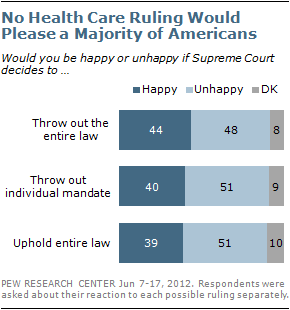 No Health Care Ruling Would
Please a Majority of Americans
Would you be happy or unhappy if Supreme Court
decides to ...
Happy Unhappy DK
Throw out the
entire law 44 48 8
Throw out
individual mandate 40 51 9
Uphold entire law 39 51 10
PEW RESEARCH CENTER Jun 7-17, 2012. Respondents were
asked about their reaction to each possible ruling separately.